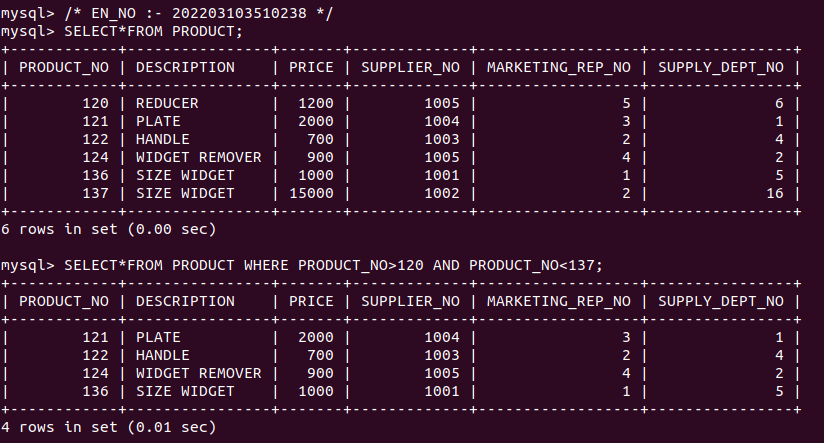 mysql> /* EN_NO :- 202203103510238 */
mysql> SELECT*FROM PRODUCT;
+------------+----------------+-------+-------------+------------------+----------------+
| PRODUCT_NO | DESCRIPTION    | PRICE | SUPPLIER_NO | MARKETING_REP_NO | SUPPLY_DEPT_NO |
+------------+----------------+-------+-------------+------------------+----------------+
|        120 | REDUCER        |  1200 |        1005 |                5 |              6 |
|        121 | PLATE          |  2000 |        1004 |                3 |              1 |
|        122 | HANDLE         |   700 |        1003 |                2 |              4 |
|        124 | WIDGET REMOVER |   900 |        1005 |                4 |              2 |
|        136 | SIZE WIDGET    |  1000 |        1001 |                1 |              5 |
|        137 | SIZE WIDGET    | 15000 |        1002 |                2 |             16 |
+------------+----------------+-------+-------------+------------------+----------------+
6 rows in set (0.00 sec)

mysql> SELECT*FROM PRODUCT WHERE PRODUCT_NO>120 AND PRODUCT_NO<137;
+------------+----------------+-------+-------------+------------------+----------------+
| PRODUCT_NO | DESCRIPTION    | PRICE | SUPPLIER_NO | MARKETING_REP_NO | SUPPLY_DEPT_NO |
+------------+----------------+-------+-------------+------------------+----------------+
|        121 | PLATE          |  2000 |        1004 |                3 |              1 |
|        122 | HANDLE         |   700 |        1003 |                2 |              4 |
|        124 | WIDGET REMOVER |   900 |        1005 |                4 |              2 |
|        136 | SIZE WIDGET    |  1000 |        1001 |                1 |              5 |
+------------+----------------+-------+-------------+------------------+----------------+
4 rows in set (0.01 sec)